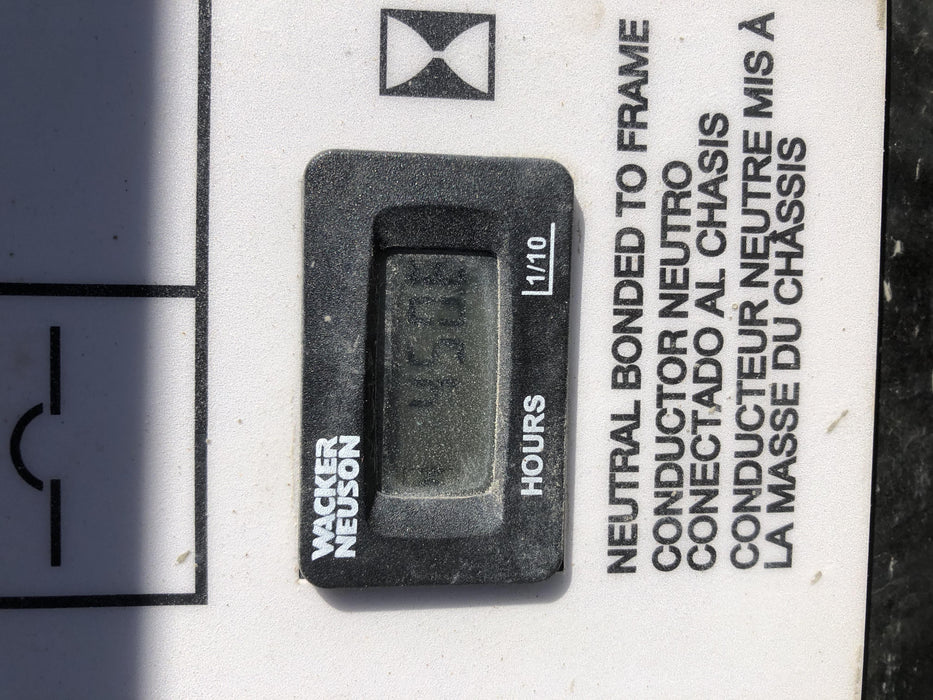 WACKER
NEUSON
HOURS
1/10
NEUTRAL BONDED TO FRAME
CONDUCTOR NEUTRO
CONECTADO AL CHASIS
CONDUCTEUR NEUTRE MIS À
LA MASSE DU CHÂSSIS